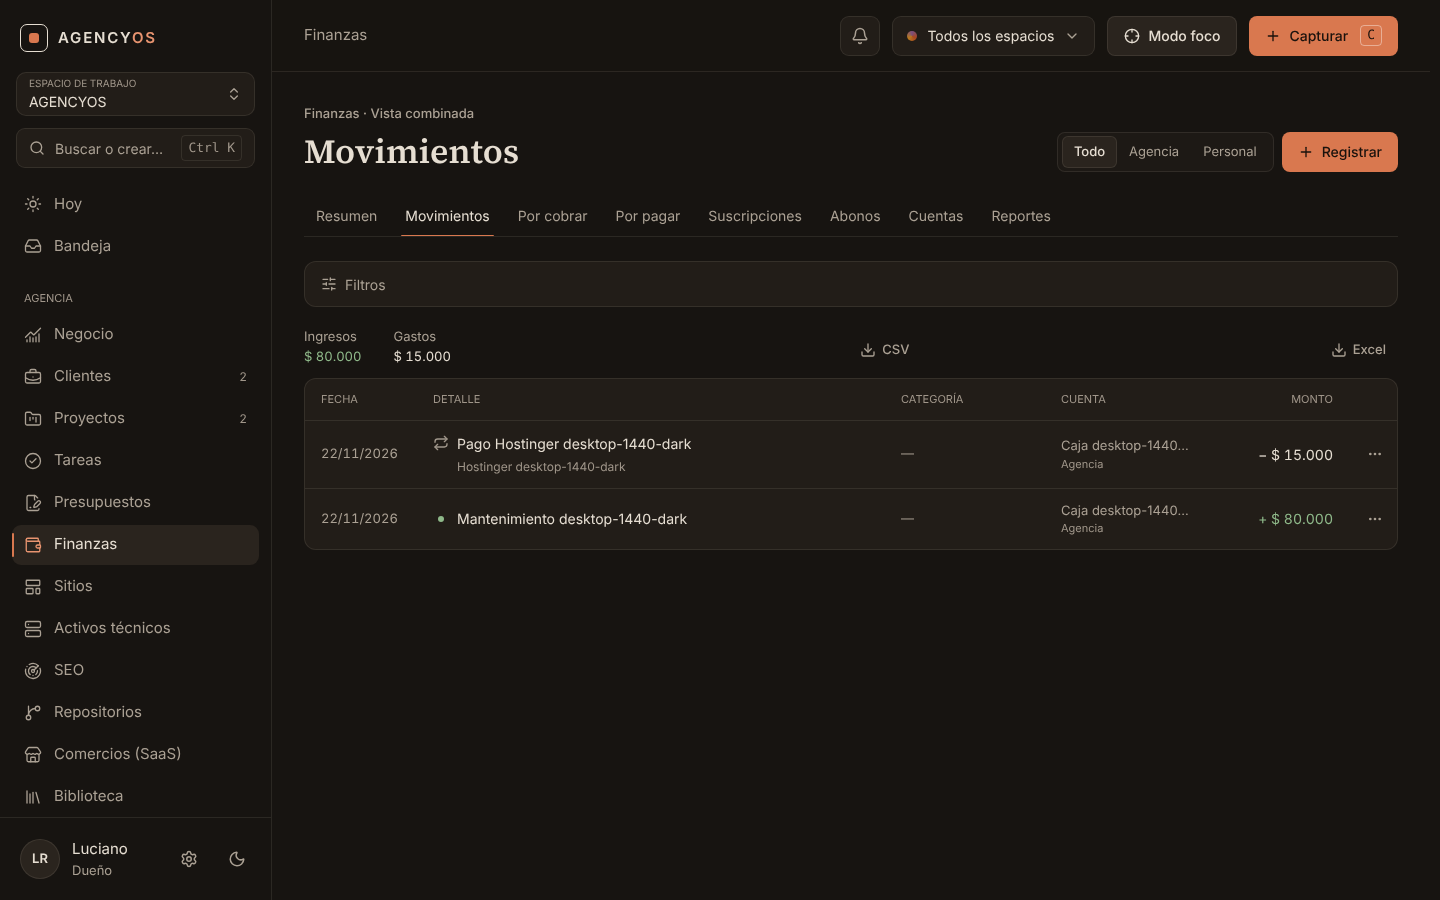 AGENCYOS
ESPACIO DE TRABAJO
AGENCYOS
Buscar o crear... Ctrl K
Hoy
Bandeja
AGENCIA
Negocio
Clientes 2
Proyectos 2
Tareas
Presupuestos
Finanzas
Sitios
Activos técnicos
SEO
Repositorios
Comercios (SaaS)
Biblioteca
LR
Luciano
Dueño
Finanzas
Todos los espacios
Modo foco
Capturar C
Finanzas · Vista combinada
Movimientos
Todo Agencia Personal
Registrar
Resumen Movimientos Por cobrar Por pagar Suscripciones Abonos Cuentas Reportes
Filtros
Ingresos Gastos
$ 80.000 $ 15.000
CSV
Excel
FECHA DETALLE CATEGORÍA CUENTA MONTO
22/11/2026 Pago Hostinger desktop-1440-dark — Caja desktop-1440... − $ 15.000
Hostinger desktop-1440-dark Agencia
22/11/2026 Mantenimiento desktop-1440-dark — Caja desktop-1440... + $ 80.000
Agencia